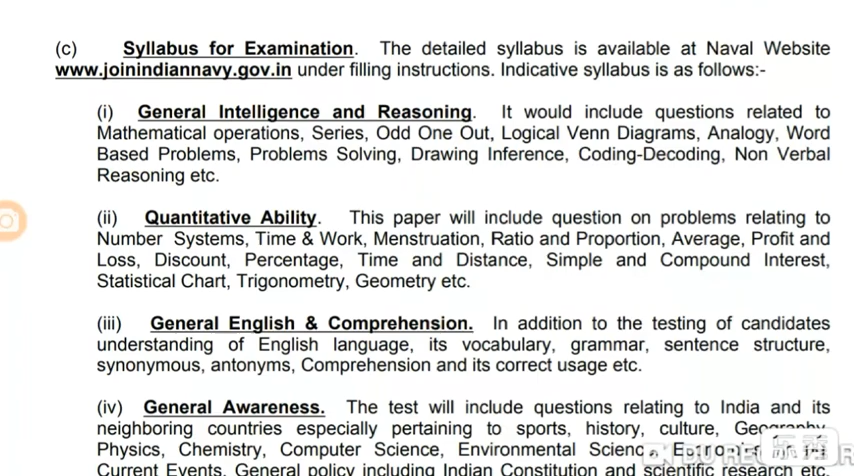 (c) Syllabus for Examination. The detailed syllabus is available at Naval Website
www.joinindiannavy.gov.in under filling instructions. Indicative syllabus is as follows:-
(i) General Intelligence and Reasoning. It would include questions related to
Mathematical operations, Series, Odd One Out, Logical Venn Diagrams, Analogy, Word
Based Problems, Problems Solving, Drawing Inference, Coding-Decoding, Non Verbal
Reasoning etc.
(ii) Quantitative Ability. This paper will include question on problems relating to
Number Systems, Time & Work, Menstruation, Ratio and Proportion, Average, Profit and
Loss, Discount, Percentage, Time and Distance, Simple and Compound Interest,
Statistical Chart, Trigonometry, Geometry etc.
(iii) General English & Comprehension. In addition to the testing of candidates
understanding of English language, its vocabulary, grammar, sentence structure,
synonymous, antonyms, Comprehension and its correct usage etc.
(iv) General Awareness. The test will include questions relating to India and its
neighboring countries especially pertaining to sports, history, culture, Geography,
Physics, Chemistry, Computer Science, Environmental Science,
Current Events, General policy including Indian Constitution and scientific research etc.